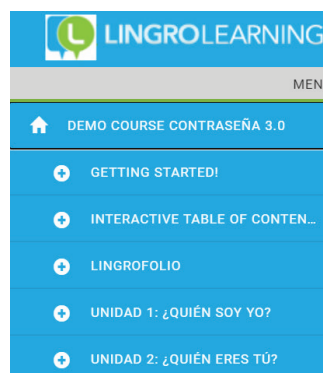 LINGROLEARNING
MEN
DEMO COURSE CONTRASEÑA 3.0
GETTING STARTED!
INTERACTIVE TABLE OF CONTEN...
LINGROFOLIO
UNIDAD 1: ¿QUIÉN SOY YO?
UNIDAD 2: ¿QUIÉN ERES TÚ?